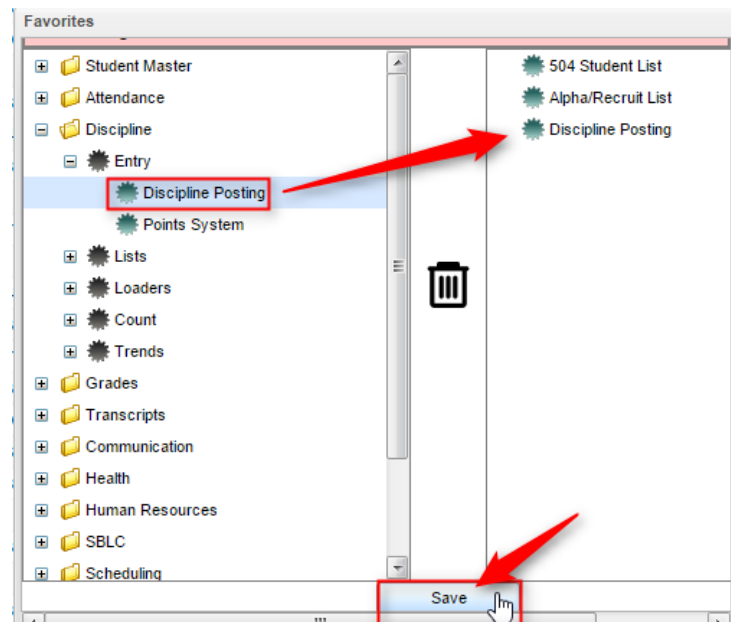 Favorites
Student Master
Attendance
Discipline
Entry
Discipline Posting
Points System
Lists
Loaders
Count
Trends
Grades
Transcripts
Communication
Health
Human Resources
SBLC
Scheduling
504 Student List
Alpha/Recruit List
Discipline Posting
Save